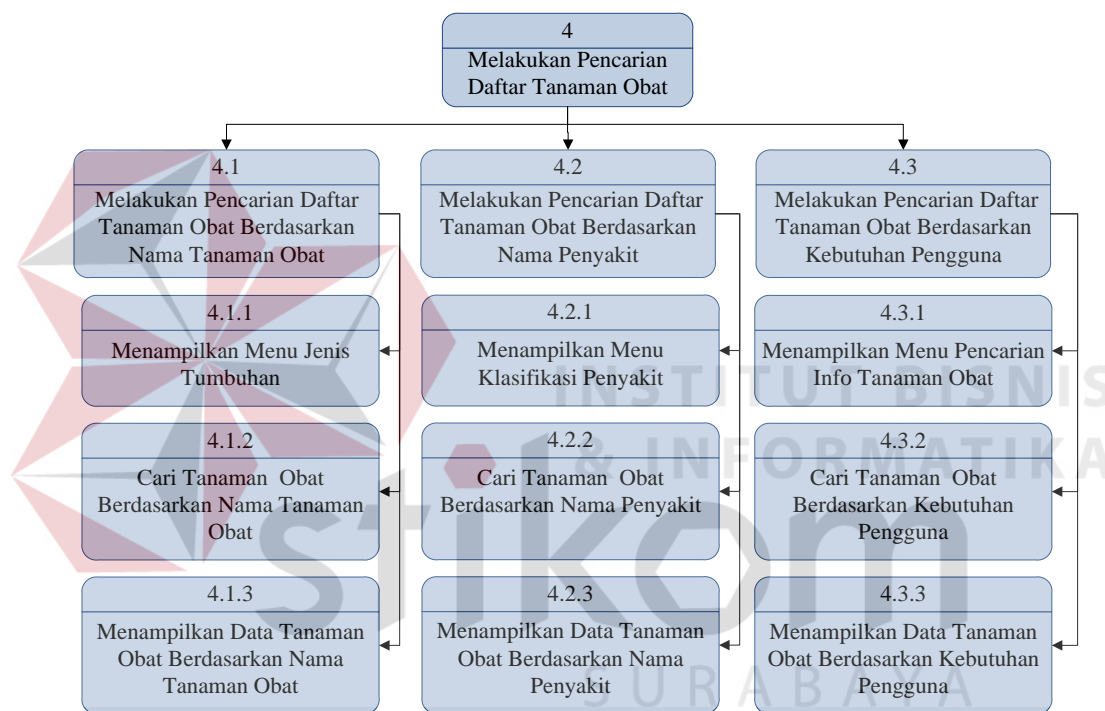 4
Melakukan Pencarian
Daftar Tanaman Obat
4.1
Melakukan Pencarian Daftar
Tanaman Obat Berdasarkan
Nama Tanaman Obat
4.2
Melakukan Pencarian Daftar
Tanaman Obat Berdasarkan
Nama Penyakit
4.3
Melakukan Pencarian Daftar
Tanaman Obat Berdasarkan
Kebutuhan Pengguna
4.1.1
Menampilkan Menu Jenis
Tumbuhan
4.2.1
Menampilkan Menu
Klasifikasi Penyakit
4.3.1
Menampilkan Menu Pencarian
Info Tanaman Obat
4.1.2
Cari Tanaman  Obat
Berdasarkan Nama Tanaman
Obat
4.2.2
Cari Tanaman  Obat
Berdasarkan Nama Penyakit
4.3.2
Cari Tanaman  Obat
Berdasarkan Kebutuhan
Pengguna
4.1.3
Menampilkan Data Tanaman
Obat Berdasarkan Nama
Tanaman Obat
4.2.3
Menampilkan Data Tanaman
Obat Berdasarkan Nama
Penyakit
4.3.3
Menampilkan Data Tanaman
Obat Berdasarkan Kebutuhan
Pengguna
INSTITUT BISNIS
& INFORMATIKA
stikom
SURABAYA